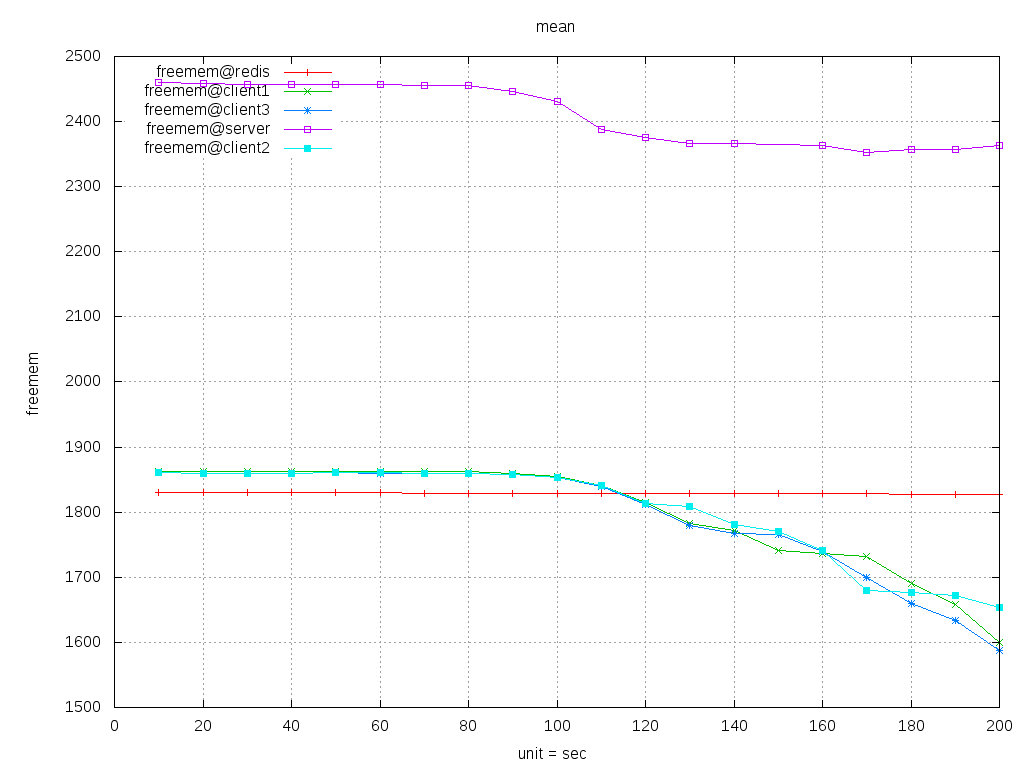 mean
2500
2400
2300
2200
2100
2000
1900
1800
1700
1600
1500
freemem
freemem@redis
freemem@client1
freemem@client3
freemem@server
freemem@client2
0 20 40 60 80 100 120 140 160 180 200
unit = sec